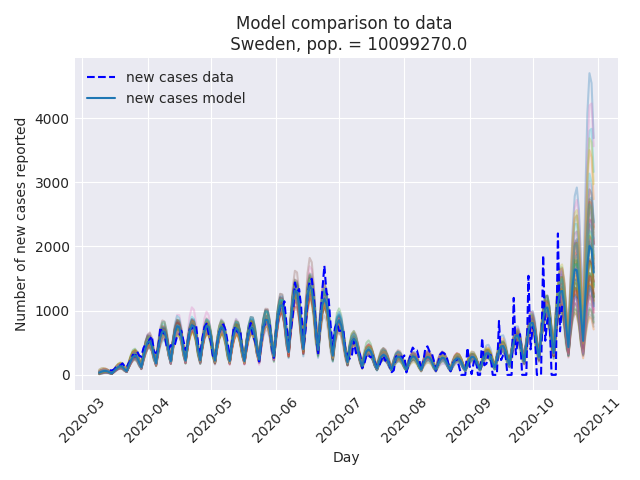 Model comparison to data
Sweden, pop. = 10099270.0
new cases data
new cases model
Number of new cases reported
4000
3000
2000
1000
0
2020-03
2020-04
2020-05
2020-06
2020-07
2020-08
2020-09
2020-10
2020-11
Day